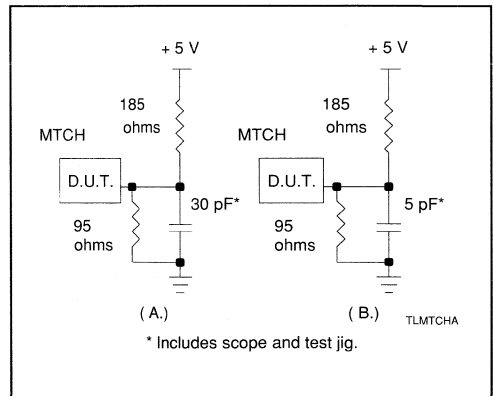 + 5 V
+ 5 V
185
ohms
185
ohms
MTCH
MTCH
D.U.T.
D.U.T.
30 pF*
5 pF*
95
ohms
95
ohms
( A.)
( B.)
TLMTCHA
* Includes scope and test jig.